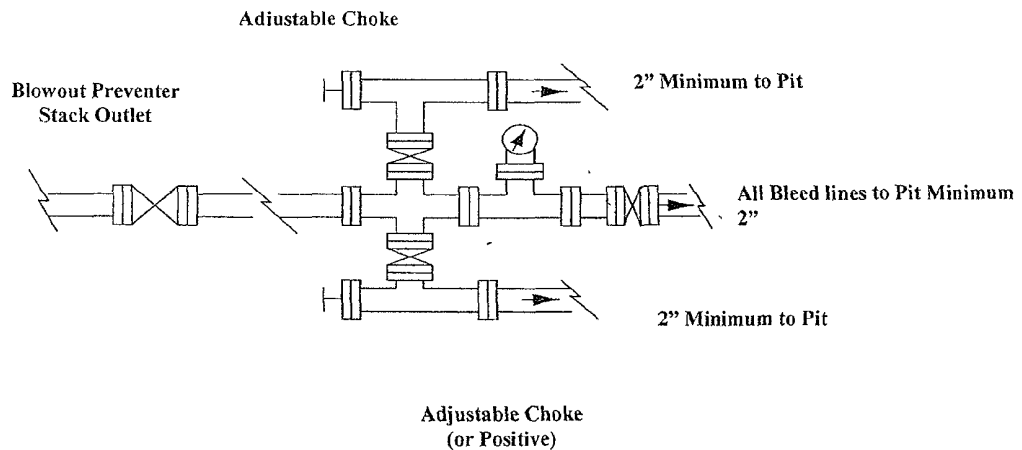 Adjustable Choke
Blowout Preventer
Stack Outlet
2" Minimum to Pit
All Bleed lines to Pit Minimum
2"
2" Minimum to Pit
Adjustable Choke
(or Positive)